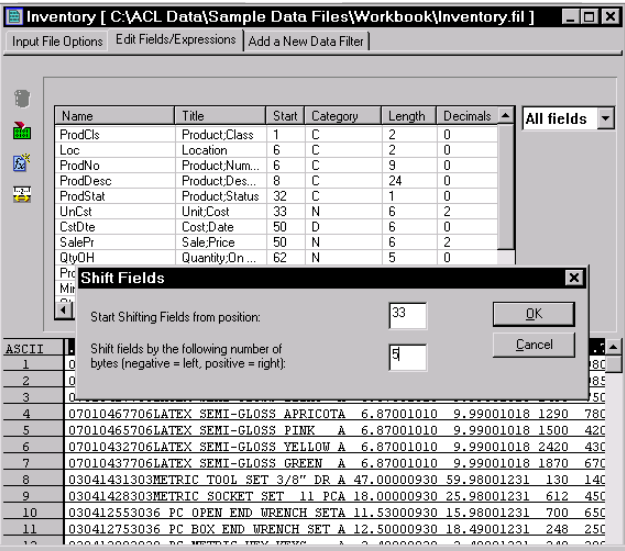 Inventory [ C:\ACL Data\Sample Data Files\Workbook\Inventory.fil ]
Input File Options Edit Fields/Expressions Add a New Data Filter
All fields
Name Title Start Category Length Decimals
ProdCls Product;Class 1 C 2 0
Loc Location 6 C 2 0
ProdNo Product;Num... 6 C 9 0
ProdDesc Product;Des... 8 C 24 0
ProdStat Product;Status 32 C 1 0
UnCst Unit;Cost 33 N 6 2
CstDte Cost;Date 50 D 6 0
SalePr Sale;Price 50 N 6 2
QtyOH Quantity;On ... 62 N 5 0
Shift Fields
Start Shifting Fields from position: 33
OK
Shift fields by the following number of
bytes (negative = left, positive = right): 5
Cancel
ASCII
1 0
2 0
3
4 07010467706LATEX SEMI-GLOSS APRICOTA 6.87001010 9.99001018 1290 780
5 07010465706LATEX SEMI-GLOSS PINK A 6.87001010 9.99001018 1500 420
6 07010432706LATEX SEMI-GLOSS YELLOW A 6.87001010 9.99001018 2420 430
7 07010437706LATEX SEMI-GLOSS GREEN A 6.87001010 9.99001018 1870 670
8 03041431303METRIC TOOL SET 3/8" DR A 47.00000930 59.98001231 130 140
9 03041428303METRIC SOCKET SET 11 PCA 18.00000930 25.98001231 612 450
10 030412553036 PC OPEN END WRENCH SETA 11.53000930 15.98001231 700 650
11 030412753036 PC BOX END WRENCH SET A 12.50000930 18.49001231 248 250